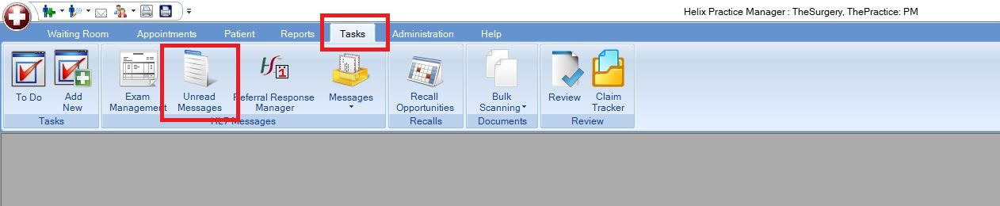 Helix Practice Manager : TheSurgery, ThePractice: PM
Waiting Room Appointments Patient Reports Tasks Administration Help
To Do
Add
New
Exam
Management
Unread
Messages
Referral Response
Manager
Messages
Recall
Opportunities
Bulk
Scanning
Review
Claim
Tracker
Tasks HL7 Messages Recalls Documents Review